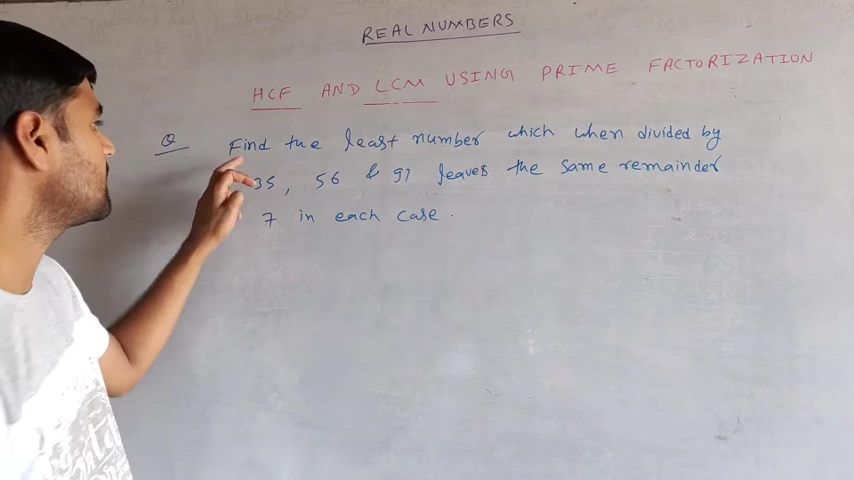 REAL NUMBERS
HCF AND LCM USING PRIME FACTORIZATION
Q Find the least number which when divided by
35, 56 & 91 leaves the same remainder
7 in each case.